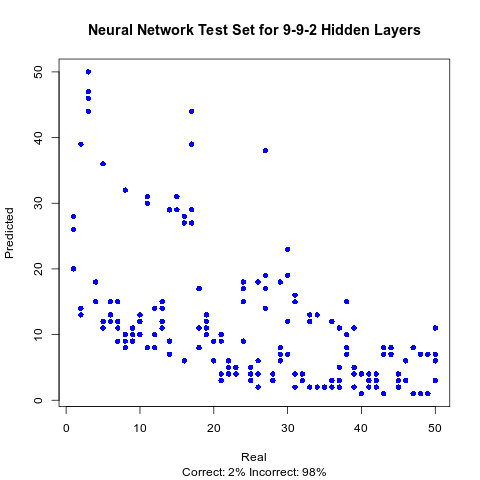 Neural Network Test Set for 9-9-2 Hidden Layers
Predicted
50
40
30
20
10
0
0 10 20 30 40 50
Real
Correct: 2% Incorrect: 98%